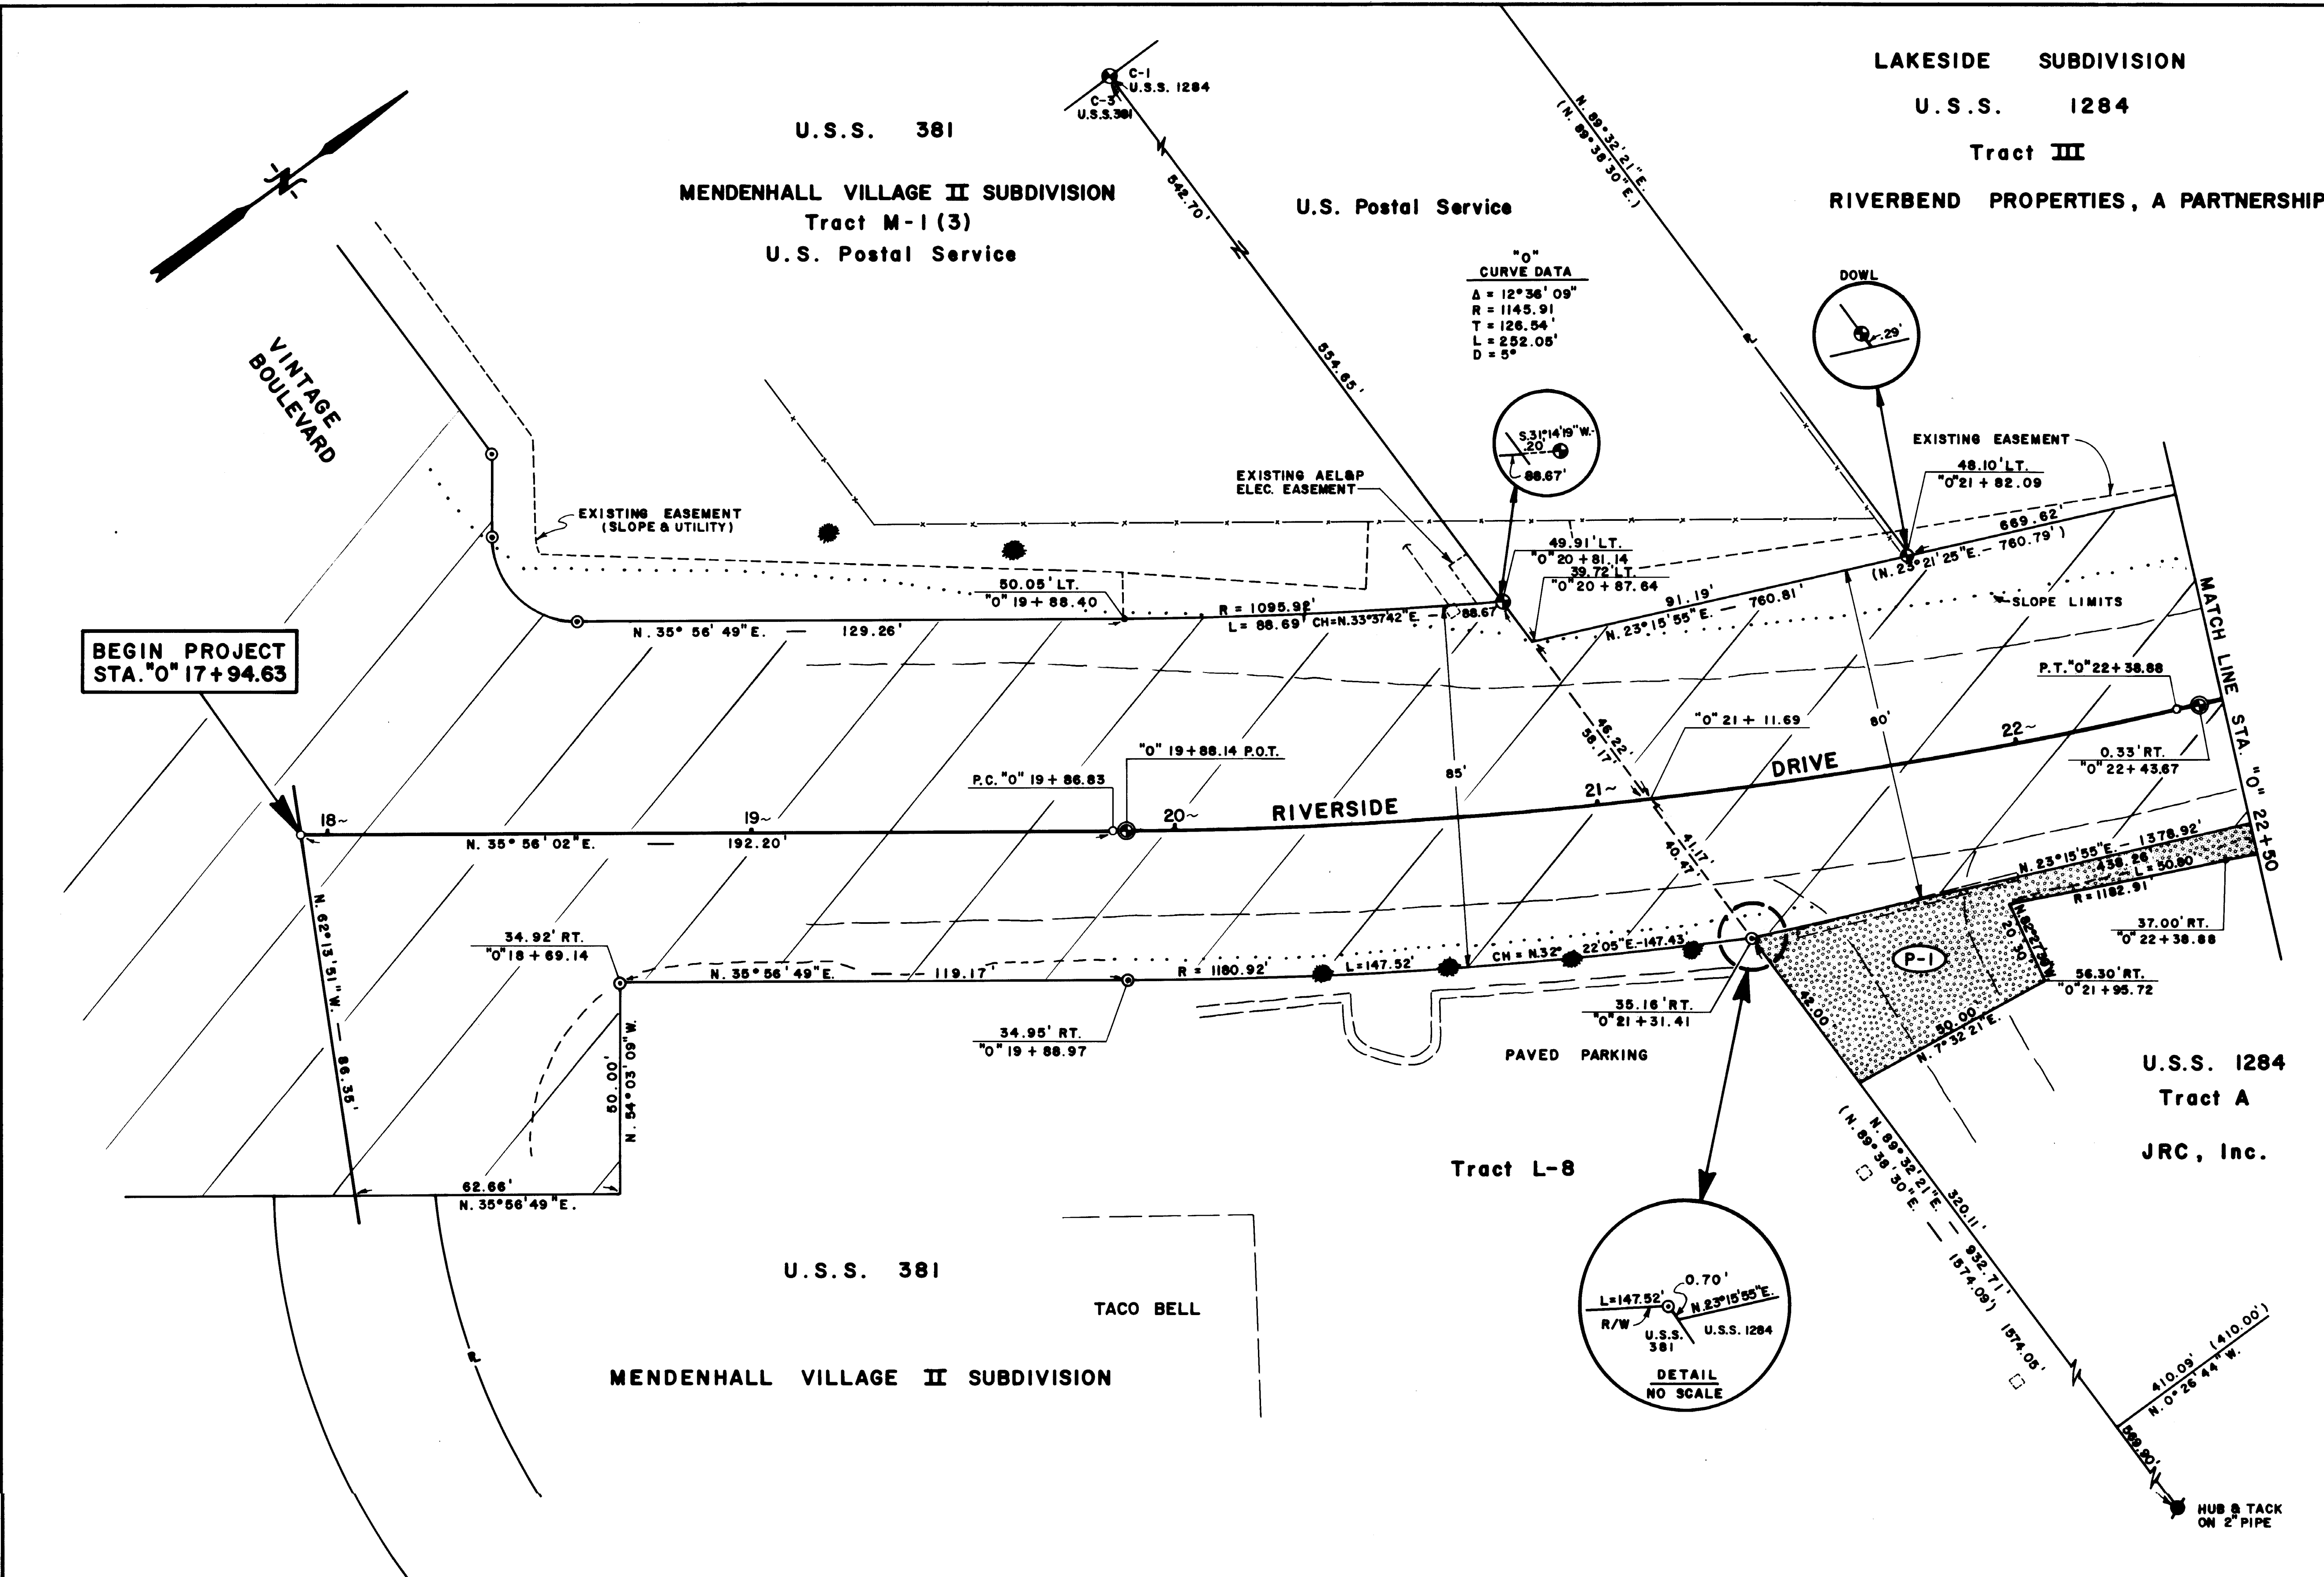 LAKESIDE SUBDIVISION
U.S.S. 1284
Tract III
RIVERBEND PROPERTIES, A PARTNERSHIP
C-1
U.S.S. 1284
C-3
U.S.S. 381
U.S.S. 381
MENDENHALL VILLAGE II SUBDIVISION
Tract M-1 (3)
U.S. Postal Service
N
542.70'
554.65'
U.S. Postal Service
N. 89°32'21"E.
(N. 89°38'30"E.)
"O"
CURVE DATA
Δ = 12°36'09"
R = 1145.91
T = 126.54'
L = 252.05'
D = 5°
DOWL
.29'
S.31°14'19"W.
.20'
88.67'
VINTAGE
BOULEVARD
EXISTING EASEMENT
(SLOPE & UTILITY)
EXISTING AEL&P
ELEC. EASEMENT
EXISTING EASEMENT
48.10' LT.
"O" 21 + 82.09
669.62'
(N. 23°21'25"E. - 760.79')
49.91' LT.
"O" 20 + 81.14
39.72' LT.
"O" 20 + 87.64
50.05' LT.
"O" 19 + 88.40
R = 1095.92'
L = 88.69' CH=N.33°37'42"E. - 88.67
N. 35° 56' 49"E. — 129.26'
91.19'
N. 23°15'55"E. — 760.81'
SLOPE LIMITS
MATCH LINE STA. "O" 22+50
BEGIN PROJECT
STA. "O" 17+94.63
P.T. "O" 22+38.88
"O" 21 + 11.69
80'
22~
46.22'
58.17'
0.33' RT.
"O" 22+43.67
"O" 19+88.14 P.O.T.
P.C. "O" 19 + 86.83
85'
RIVERSIDE DRIVE
18~
19~
20~
21~
N. 35° 56' 02"E. — 192.20'
41.17'
40.47'
N. 23°15'55"E. - 1378.92'
438.26'
L = 50.80'
R = 1182.91'
N. 62°13'51"W. — 86.35'
34.92' RT.
"O" 18 + 69.14
N. 35° 56' 49"E. — 119.17'
R = 1180.92'
L=147.52'
CH = N.32° 22'05"E.-147.43'
P-1
20.30'
37.00' RT.
"O" 22 + 38.88
56.30' RT.
"O" 21 + 95.72
35.16' RT.
"O" 21 + 31.41
34.95' RT.
"O" 19 + 88.97
42.00'
50.00'
N. 7°32'21"E.
50.00'
N. 54°03'09"W.
PAVED PARKING
U.S.S. 1284
Tract A
JRC, Inc.
Tract L-8
62.66'
N. 35°56'49"E.
320.11'
N. 89°32'21"E. — 932.71'
(N. 89°38'30"E. — 1574.09')
1574.05'
U.S.S. 381
TACO BELL
MENDENHALL VILLAGE II SUBDIVISION
0.70'
L=147.52'
N.23°15'55"E.
R/W
U.S.S.
381
U.S.S. 1284
DETAIL
NO SCALE
410.09' (410.00')
N. 0°26'44"W.
569.90'
HUB & TACK
ON 2" PIPE